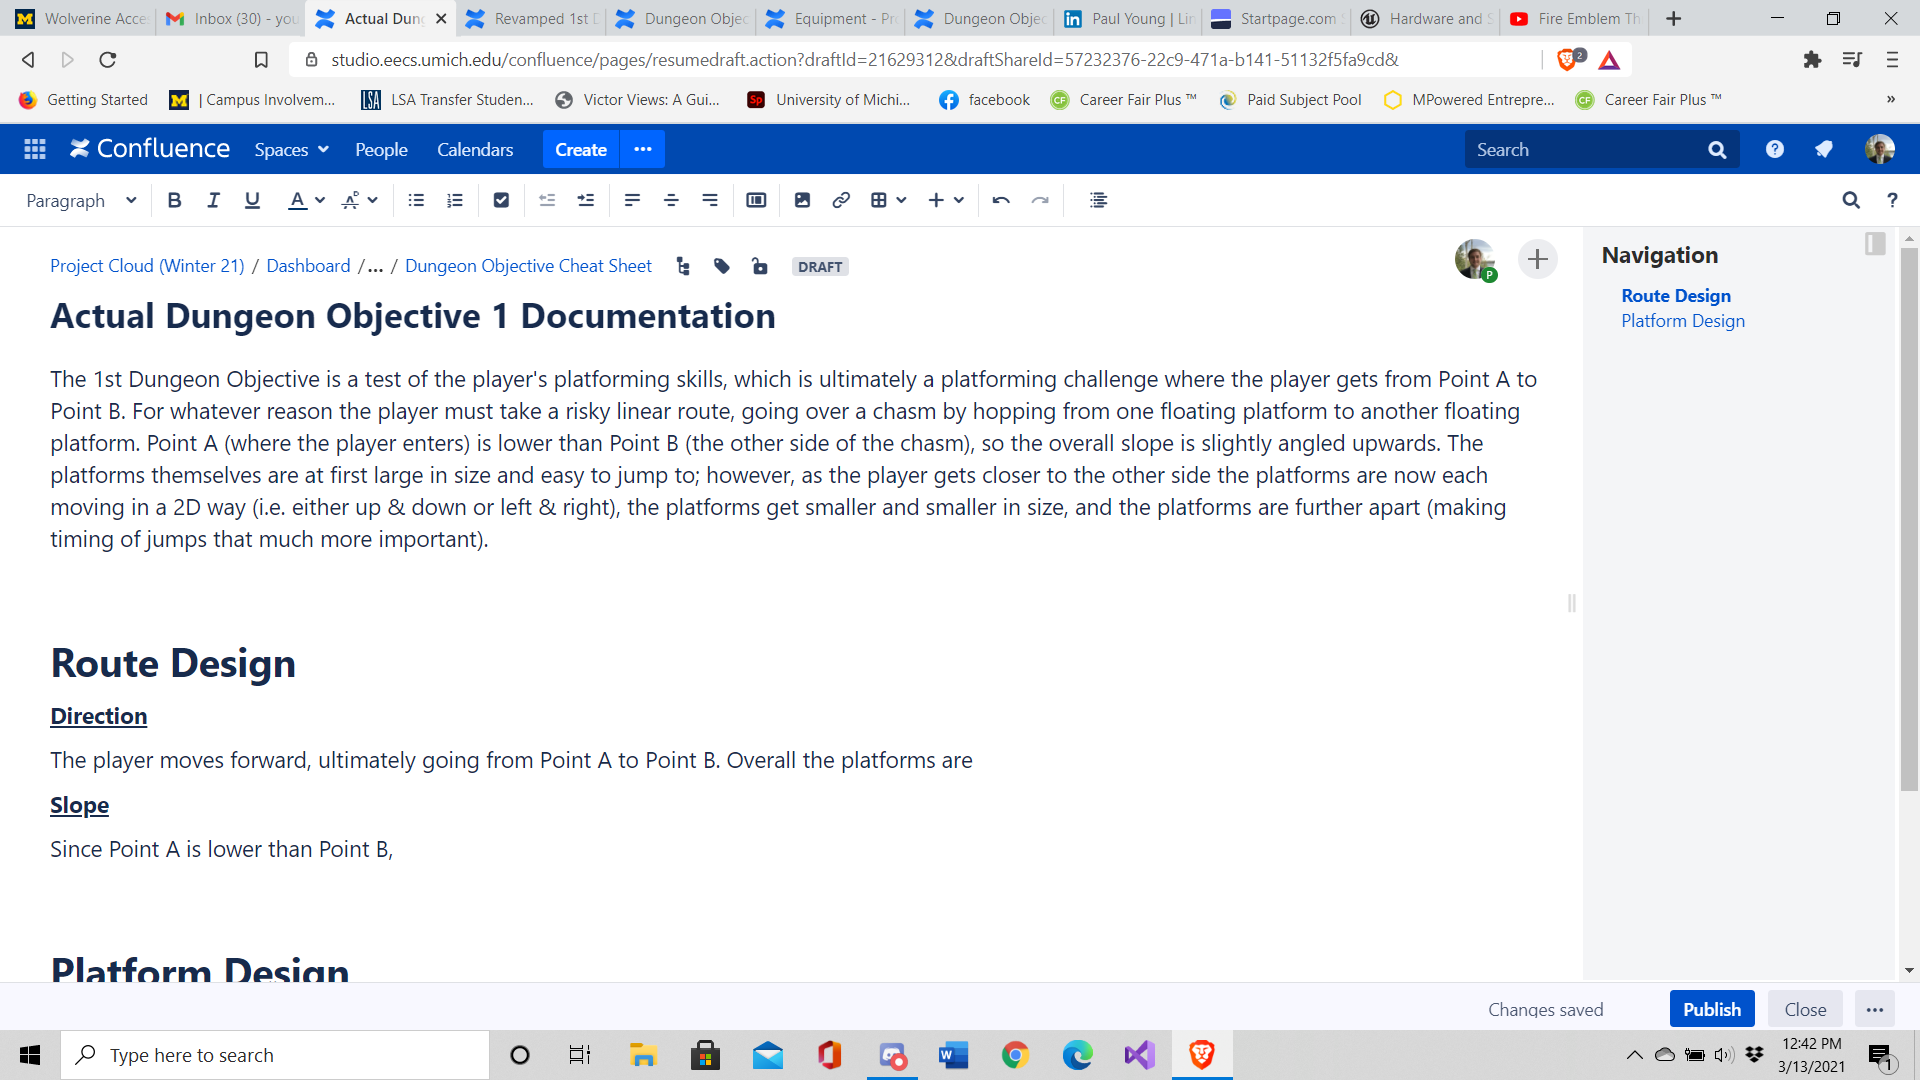 Wolverine Acce
Inbox (30) - you
Actual Dun
Revamped 1st D
Dungeon Objec
Equipment - Pr
Dungeon Objec
Paul Young | Lin
Startpage.com S
Hardware and S
Fire Emblem Th
studio.eecs.umich.edu/confluence/pages/resumedraft.action?draftId=21629312&draftShareId=57232376-22c9-471a-b141-51132f5fa9cd&
2
Getting Started
| Campus Involvem...
LSA Transfer Studen...
Victor Views: A Gui...
University of Michi...
facebook
Career Fair Plus ™
Paid Subject Pool
MPowered Entrepre...
Career Fair Plus ™
»
Confluence
Spaces
People
Calendars
Create
Search
Paragraph
B I U A
Project Cloud (Winter 21) / Dashboard /... / Dungeon Objective Cheat Sheet
DRAFT
P
Actual Dungeon Objective 1 Documentation
The 1st Dungeon Objective is a test of the player's platforming skills, which is ultimately a platforming challenge where the player gets from Point A to
Point B. For whatever reason the player must take a risky linear route, going over a chasm by hopping from one floating platform to another floating
platform. Point A (where the player enters) is lower than Point B (the other side of the chasm), so the overall slope is slightly angled upwards. The
platforms themselves are at first large in size and easy to jump to; however, as the player gets closer to the other side the platforms are now each
moving in a 2D way (i.e. either up & down or left & right), the platforms get smaller and smaller in size, and the platforms are further apart (making
timing of jumps that much more important).
Route Design
Direction
The player moves forward, ultimately going from Point A to Point B. Overall the platforms are
Slope
Since Point A is lower than Point B,
Platform Design
Navigation
Route Design
Platform Design
Changes saved
Publish
Close
Type here to search
12:42 PM
3/13/2021
1